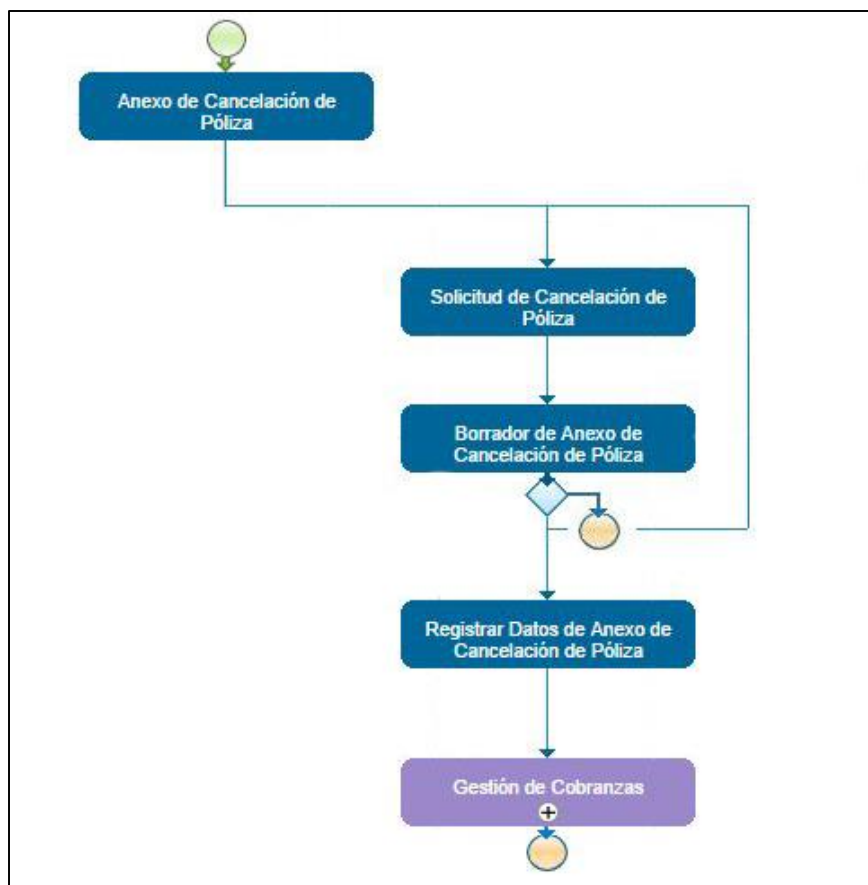 Anexo de Cancelación de
Póliza
Solicitud de Cancelación de
Póliza
Borrador de Anexo de
Cancelación de Póliza
Registrar Datos de Anexo de
Cancelación de Póliza
Gestión de Cobranzas